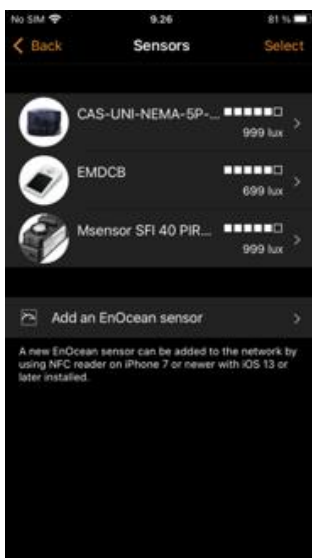 No SIM 9.26 81 %
Back Sensors Select
CAS-UNI-NEMA-5P-...
999 lux
EMDCB
699 lux
Msensor SFI 40 PIR...
999 lux
Add an EnOcean sensor
A new EnOcean sensor can be added to the network by
using NFC reader on iPhone 7 or newer with iOS 13 or
later installed.